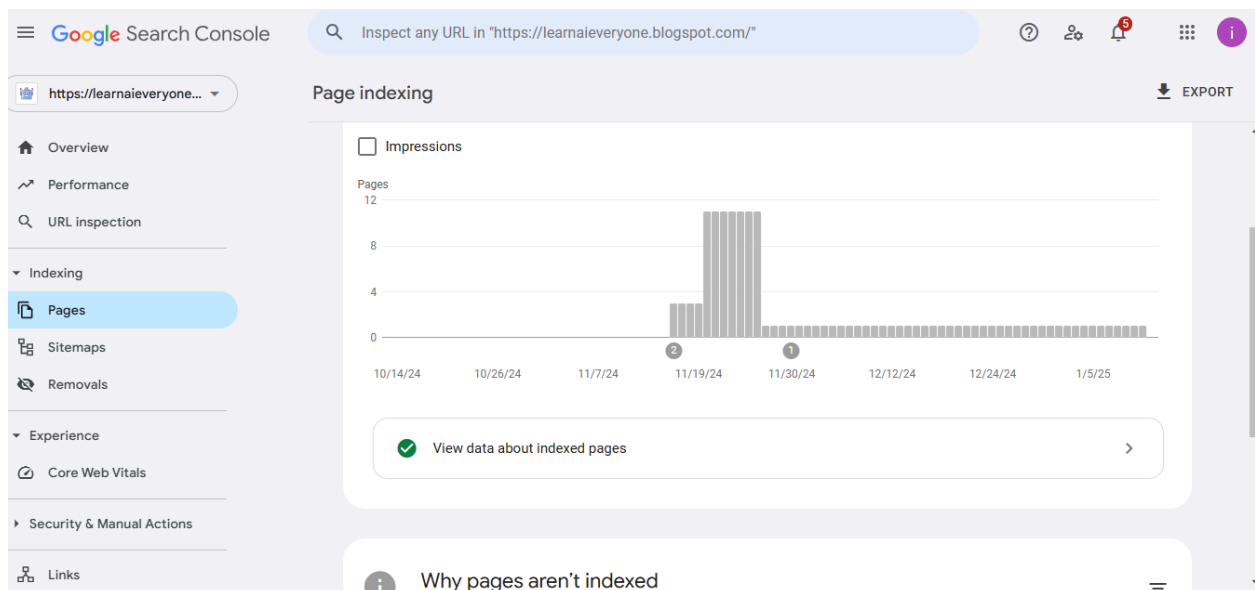 Google Search Console
Inspect any URL in "https://learnaieveryone.blogspot.com/"
5
i
https://learnaieveryone...
Page indexing
EXPORT
Overview
Performance
URL inspection
Indexing
Pages
Sitemaps
Removals
Experience
Core Web Vitals
Security & Manual Actions
Links
Impressions
Pages
12
8
4
0
2
1
10/14/24
10/26/24
11/7/24
11/19/24
11/30/24
12/12/24
12/24/24
1/5/25
View data about indexed pages
Why pages aren't indexed